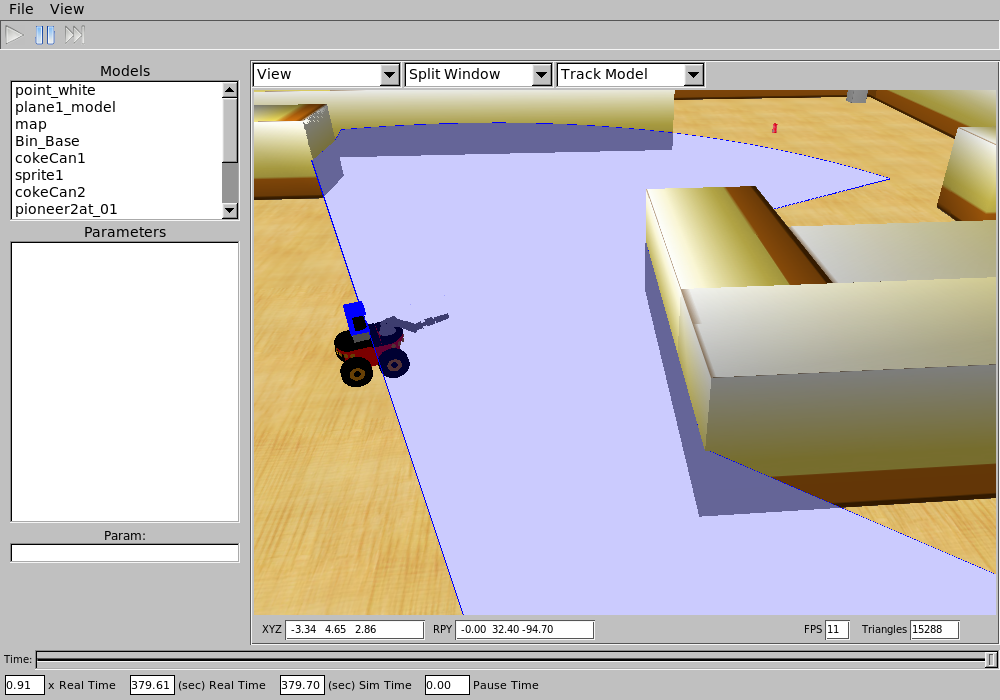 File View
Models
point_white
plane1_model
map
Bin_Base
cokeCan1
sprite1
cokeCan2
pioneer2at_01
Parameters
Param:
View Split Window Track Model
XYZ -3.34 4.65 2.86 RPY -0.00 32.40 -94.70 FPS 11 Triangles 15288
Time:
0.91 x Real Time 379.61 (sec) Real Time 379.70 (sec) Sim Time 0.00 Pause Time